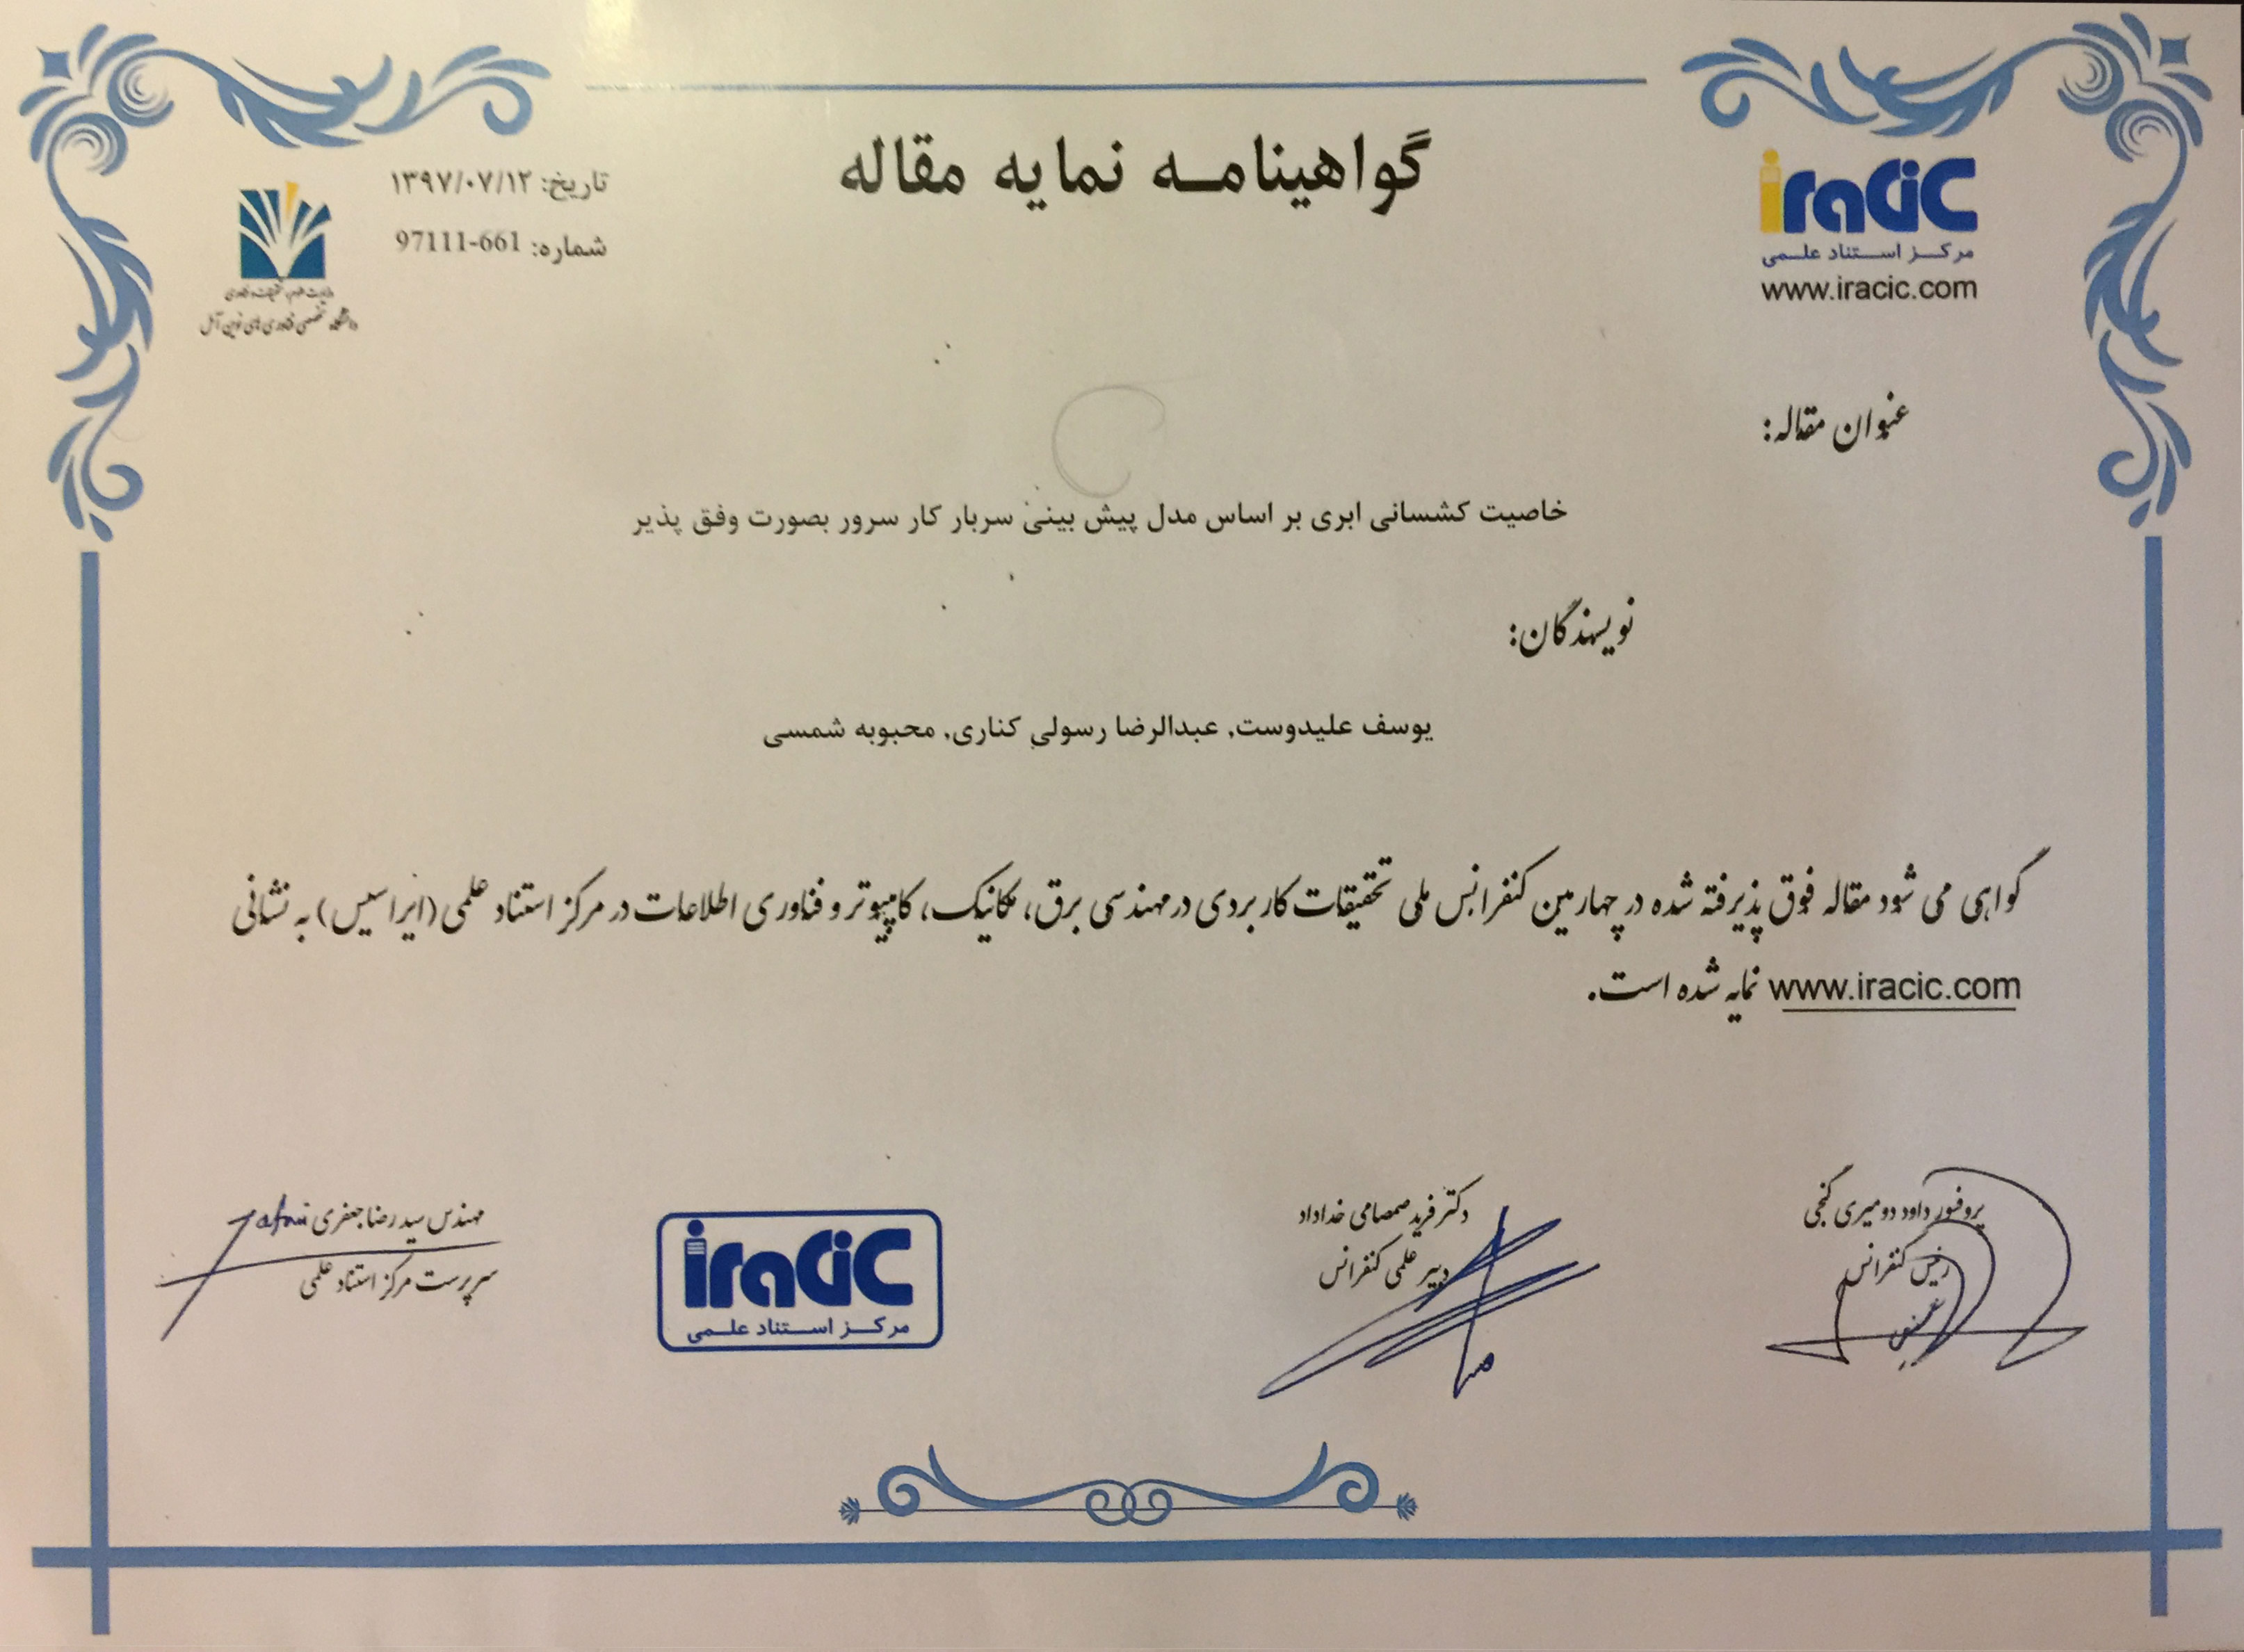 گواهینامه نمایه مقاله
iraCiC
مرکز استناد علمی
www.iracic.com
تاریخ: ۱۳۹۷/۰۷/۱۲
شماره: 97111-661
وزارت علوم، تحقیقات و فناوری
دانشگاه تخصصی فناوری های نوین آمل
عنوان مقاله:
خاصیت کشسانی ابری بر اساس مدل پیش بینی سربار کار سرور بصورت وفق پذیر
نویسندگان:
یوسف علیدوست, عبدالرضا رسولی کناری, محبوبه شمسی
گواهی می شود مقاله فوق پذیرفته شده در چهارمین کنفرانس ملی تحقیقات کاربردی در مهندسی برق، مکانیک، کامپیوتر و فناوری اطلاعات در مرکز استناد علمی (ایراسیس) به نشانی
www.iracic.com نمایه شده است.
پروفسور داود دومیری گنجی
رئیس کنفرانس
دکتر فرید صمصامی خداداد
دبیر علمی کنفرانس
iraCiC
مرکز استناد علمی
مهندس سید رضا جعفری
سرپرست مرکز استناد علمی